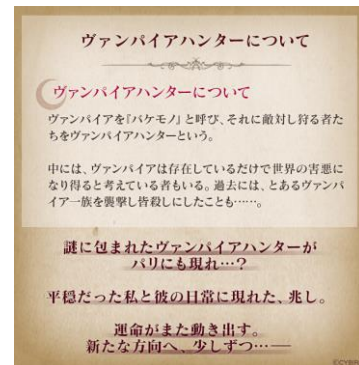 ヴァンパイアハンターについて
ヴァンパイアハンターについて
ヴァンパイアを『バケモノ』と呼び、それに敵対し狩る者た
ちをヴァンパイアハンターという。
中には、ヴァンパイアは存在しているだけで世界の害悪に
なり得ると考えている者もいる。過去には、とあるヴァンパ
イア一族を襲撃し皆殺しにしたことも……。
謎に包まれたヴァンパイアハンターが
パリにも現れ…?
平穏だった私と彼の日常に現れた、兆し。
運命がまた動き出す。
新たな方向へ、少しずつ…――
©CYBIRD